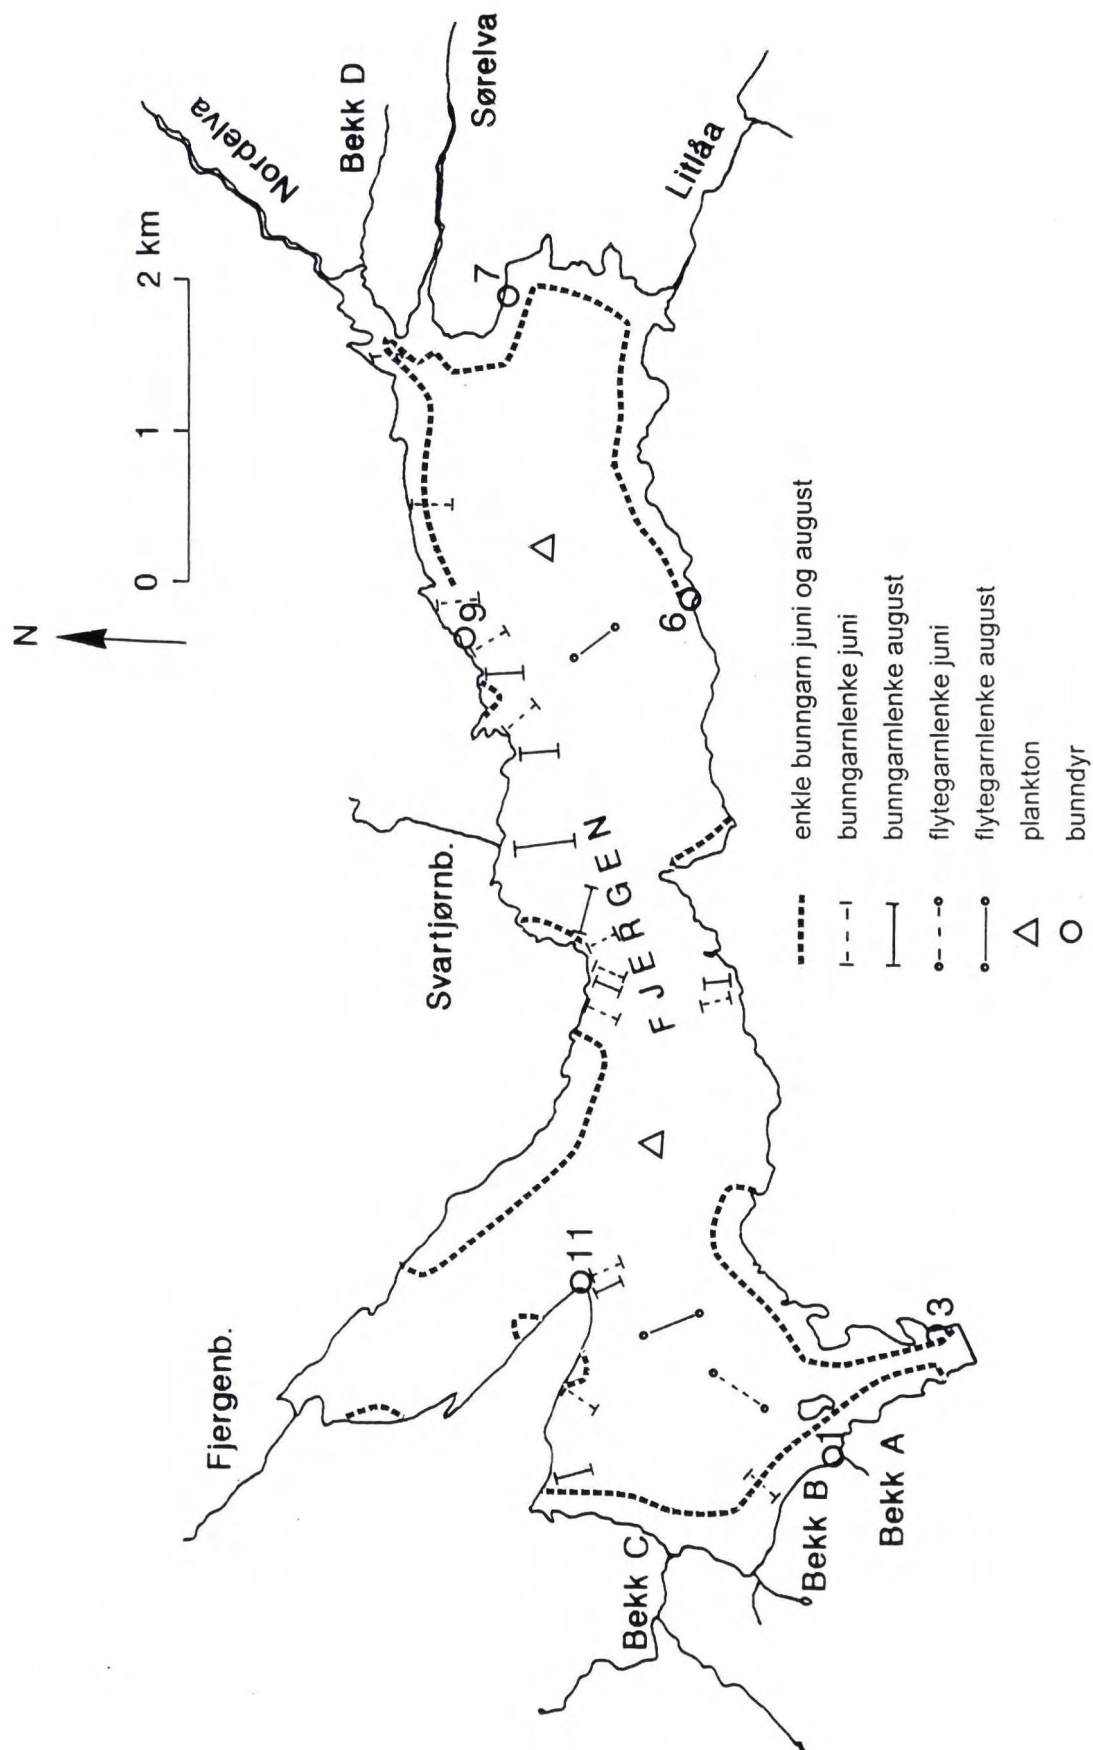 N
0 1 2 km
Nordelva
Bekk D
Sørelva
Litlåa
Svartjørnb.
Fjergenb.
FJERGEN
Bekk C
Bekk B
Bekk A
7
9
6
11
1
3
enkle bunngarn juni og august
bunngarnlenke juni
bunngarnlenke august
flytegarnlenke juni
flytegarnlenke august
plankton
bunndyr